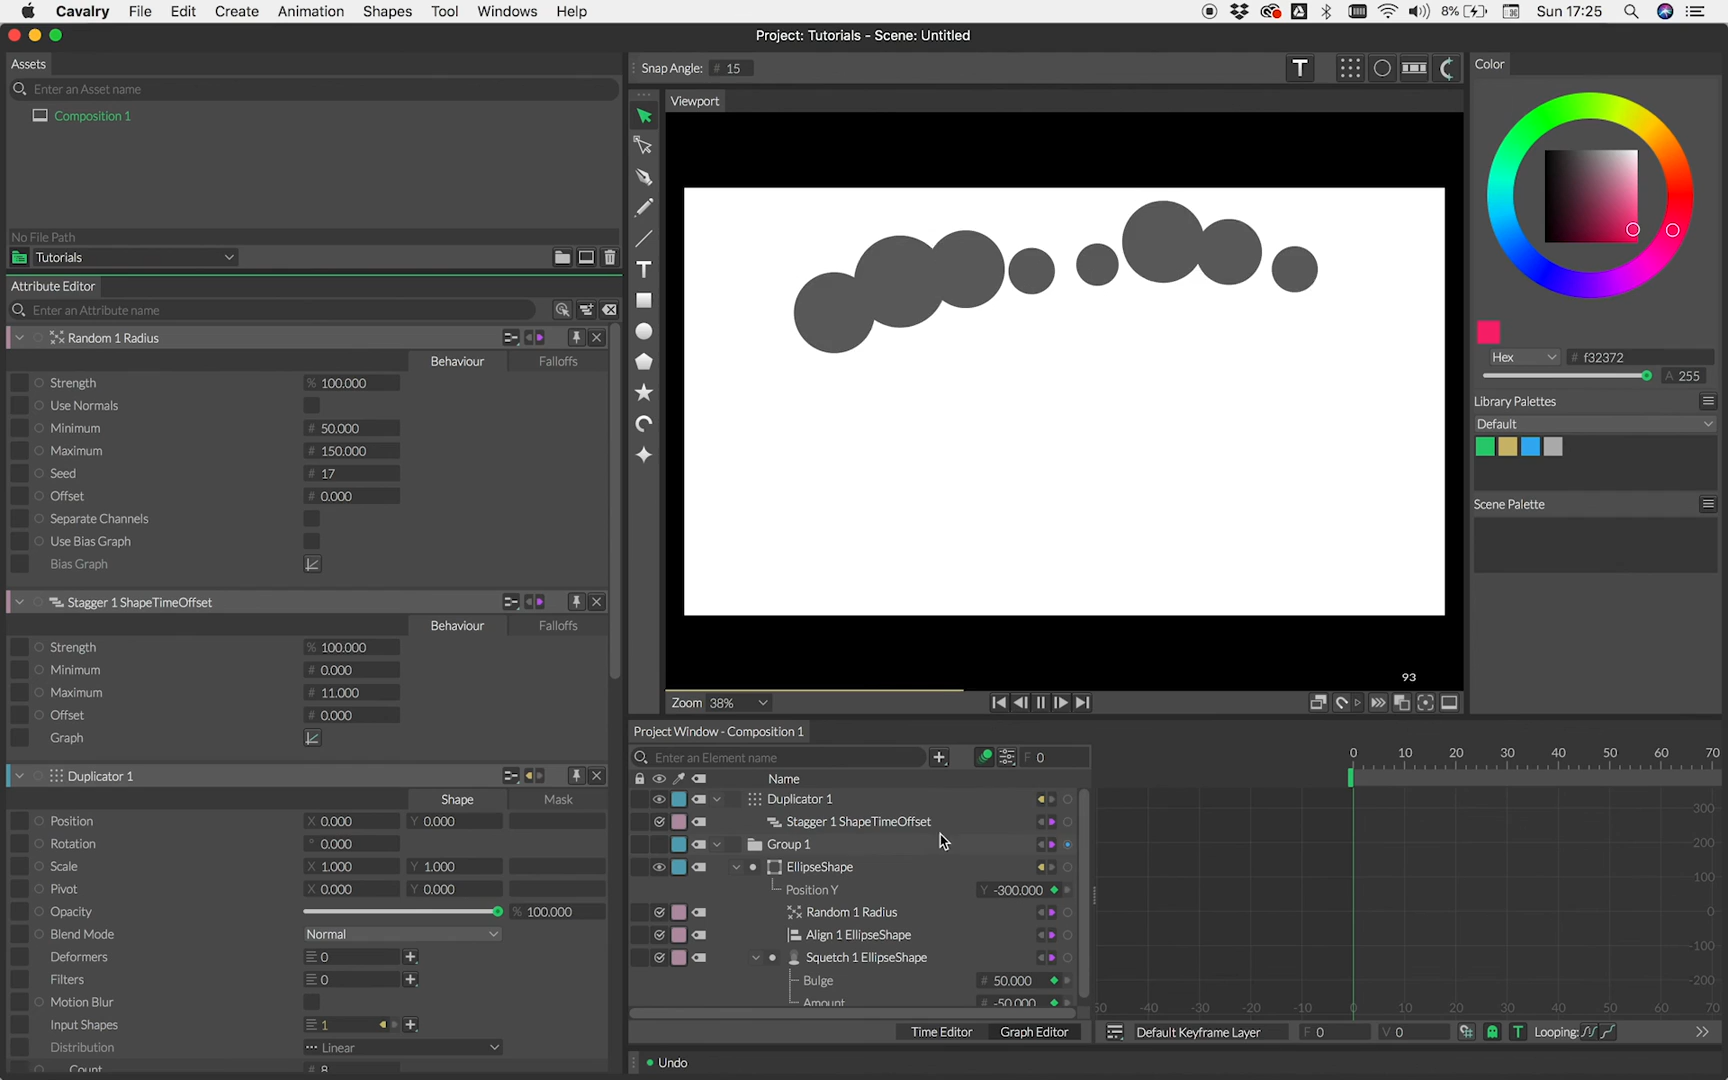 Cavalry File Edit Create Animation Shapes Tool Windows Help 8% Sun 17:25
Project: Tutorials - Scene: Untitled
Assets
Enter an Asset name
Composition 1
No File Path
Tutorials
Attribute Editor
Enter an Attribute name
Random 1 Radius
Behaviour Falloffs
Strength % 100.000
Use Normals
Minimum # 50.000
Maximum # 150.000
Seed # 17
Offset # 0.000
Separate Channels
Use Bias Graph
Bias Graph
Stagger 1 ShapeTimeOffset
Behaviour Falloffs
Strength % 100.000
Minimum # 0.000
Maximum # 11.000
Offset # 0.000
Graph
Duplicator 1
Shape Mask
Position X 0.000 Y 0.000
Rotation # 0.000
Scale X 1.000 Y 1.000
Pivot X 0.000 Y 0.000
Opacity % 100.000
Blend Mode Normal
Deformers 0
Filters 0
Motion Blur
Input Shapes 1
Distribution Linear
Count # 8
Snap Angle: # 15
Viewport
93
Zoom 38%
Project Window - Composition 1
Enter an Element name F 0
Name
Duplicator 1
Stagger 1 ShapeTimeOffset
Group 1
EllipseShape
Position Y Y -300.000
Random 1 Radius
Align 1 EllipseShape
Squetch 1 EllipseShape
Bulge # 50.000
Amount # -50.000
Time Editor Graph Editor
0 10 20 30 40 50 60 70
300
200
100
0
-100
-200
-40 -30 -20 -10 0 10 20 30 40 50 60 70
Default Keyframe Layer F 0 V 0 Looping:
Undo
Color
Hex # f32372
A 255
Library Palettes
Default
Scene Palette